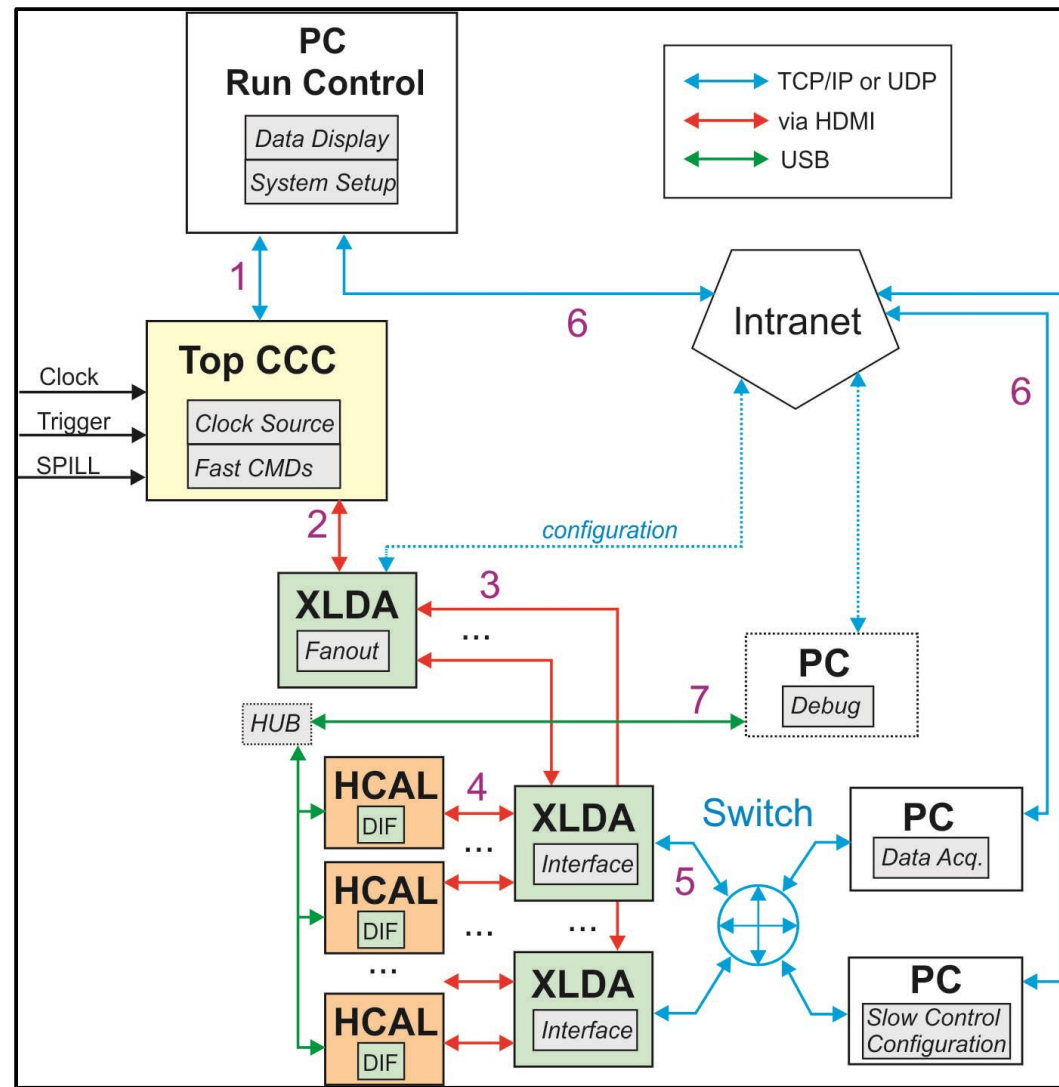 PC
Run Control
Data Display
System Setup
TCP/IP or UDP
via HDMI
USB
1
6
Intranet
6
Top CCC
Clock Source
Fast CMDs
Clock
Trigger
SPILL
2
configuration
3
XLDA
Fanout
...
PC
Debug
7
HUB
HCAL
DIF
4
...
XLDA
Interface
Switch
5
PC
Data Acq.
HCAL
DIF
...
...
...
HCAL
DIF
...
XLDA
Interface
PC
Slow Control
Configuration